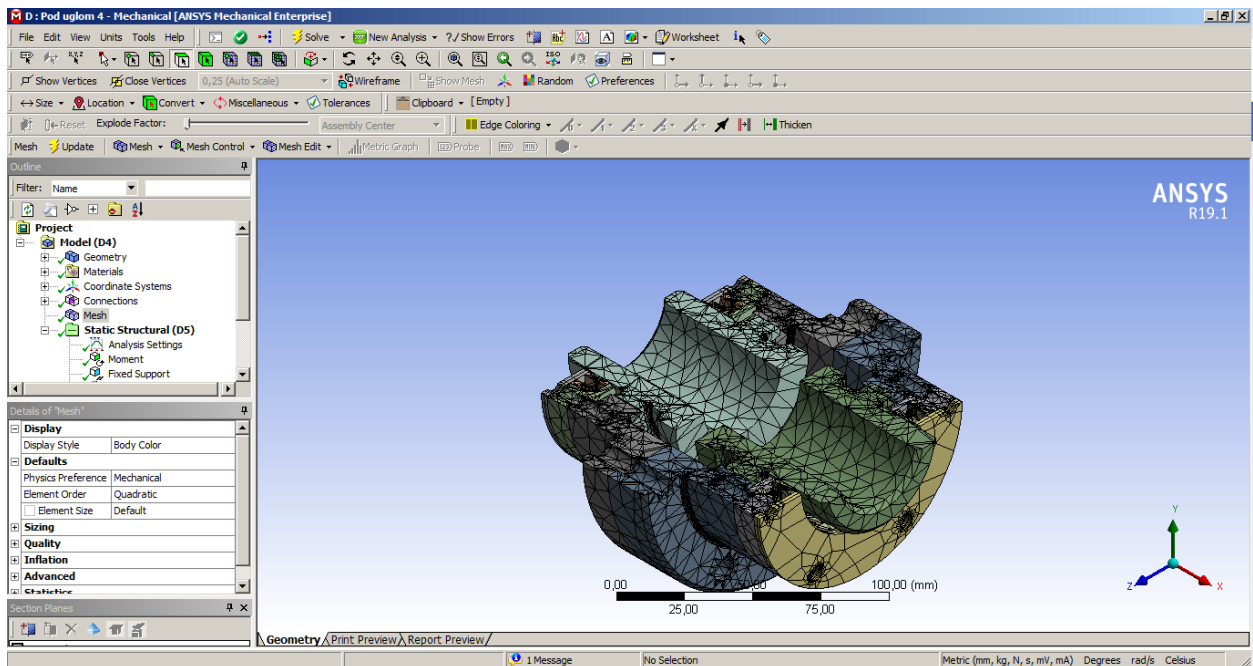 D : Pod uglom 4 - Mechanical [ANSYS Mechanical Enterprise]
File Edit View Units Tools Help Solve New Analysis ?/ Show Errors Worksheet
Show Vertices Close Vertices 0,25 (Auto Scale) Wireframe Show Mesh Random Preferences
Size Location Convert Miscellaneous Tolerances Clipboard [Empty]
Reset Explode Factor: Assembly Center Edge Coloring Thicken
Mesh Update Mesh Mesh Control Mesh Edit Metric Graph Probe
Outline
Filter: Name
Project
Model (D4)
Geometry
Materials
Coordinate Systems
Connections
Mesh
Static Structural (D5)
Analysis Settings
Moment
Fixed Support
Details of "Mesh"
Display
Display Style Body Color
Defaults
Physics Preference Mechanical
Element Order Quadratic
Element Size Default
Sizing
Quality
Inflation
Advanced
Statistics
Section Planes
ANSYS
R19.1
0,00 50,00 100,00 (mm)
25,00 75,00
Y
Z X
Geometry Print Preview Report Preview
1 Message No Selection Metric (mm, kg, N, s, mV, mA) Degrees rad/s Celsius